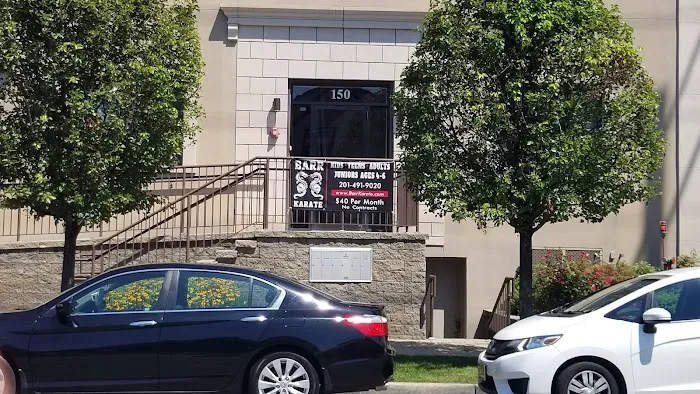 150
BARR
KARATE
KIDS TEENS ADULTS
JUNIORS AGES 4-6
201-491-9020
www.BarrKarate.com
$40 Per Month
No Contracts